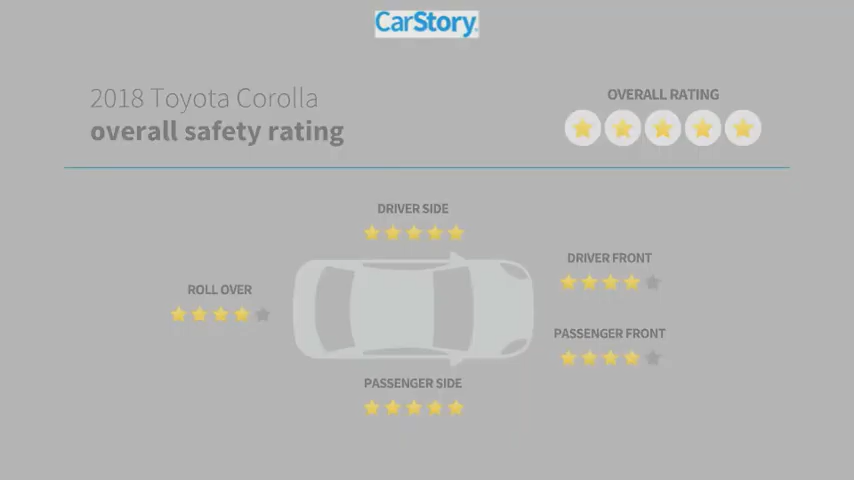 CarStory
2018 Toyota Corolla
overall safety rating
OVERALL RATING
DRIVER SIDE
DRIVER FRONT
ROLL OVER
PASSENGER FRONT
PASSENGER SIDE